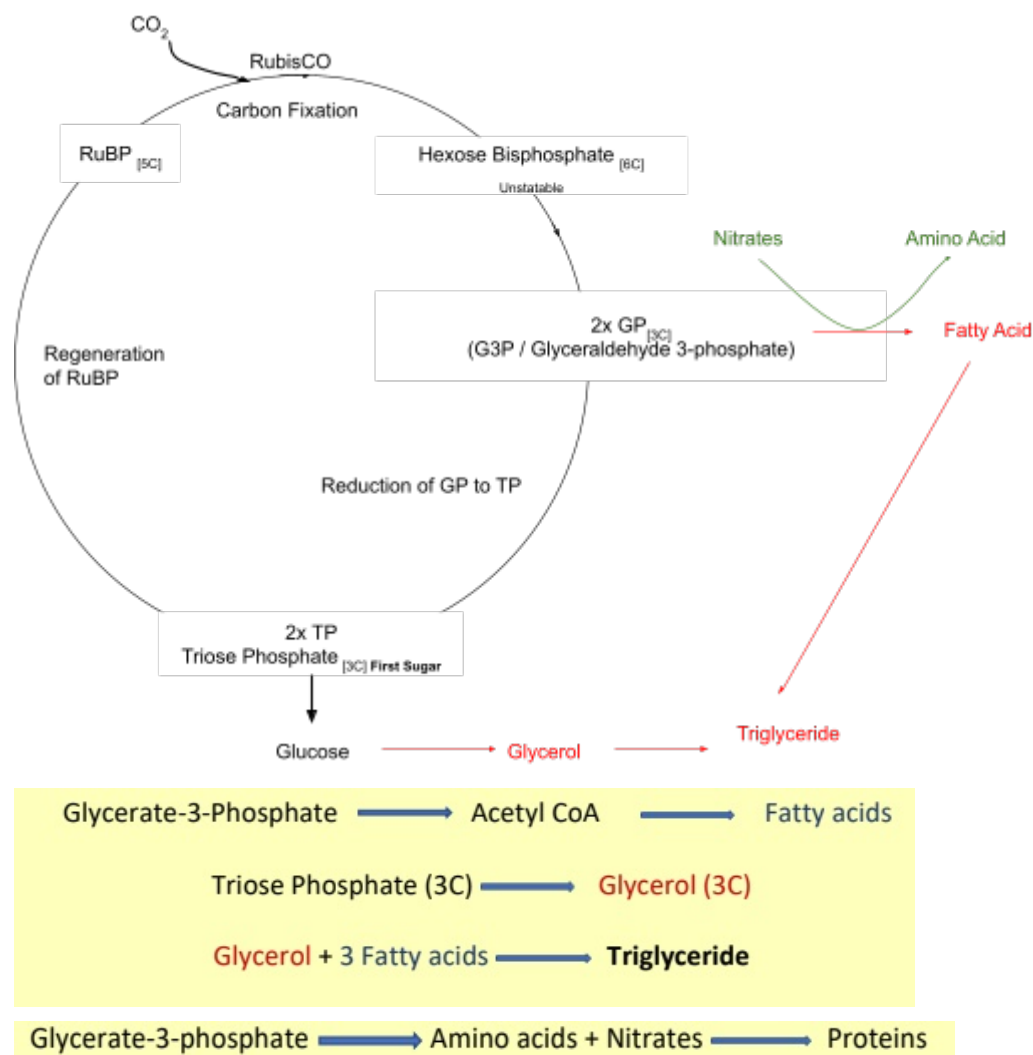 CO2
RubisCO
Carbon Fixation
RuBP [5C]
Hexose Bisphosphate [6C]
Unstatable
Nitrates
Amino Acid
2x GP[3C]
(G3P / Glyceraldehyde 3-phosphate)
Fatty Acid
Regeneration
of RuBP
Reduction of GP to TP
2x TP
Triose Phosphate [3C] First Sugar
Triglyceride
Glucose
Glycerol
Glycerate-3-Phosphate Acetyl CoA Fatty acids
Triose Phosphate (3C) Glycerol (3C)
Glycerol + 3 Fatty acids Triglyceride
Glycerate-3-phosphate Amino acids + Nitrates Proteins